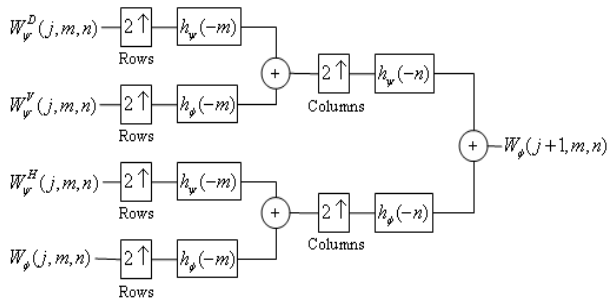 W_ψ^D(j,m,n) 2↑ h_ψ(−m)
Rows
+ 2↑ h_ψ(−n)
Columns
W_ψ^V(j,m,n) 2↑ h_ϕ(−m)
Rows
+ W_ϕ(j+1,m,n)
W_ψ^H(j,m,n) 2↑ h_ψ(−m)
Rows
+ 2↑ h_ϕ(−n)
Columns
W_ϕ(j,m,n) 2↑ h_ϕ(−m)
Rows